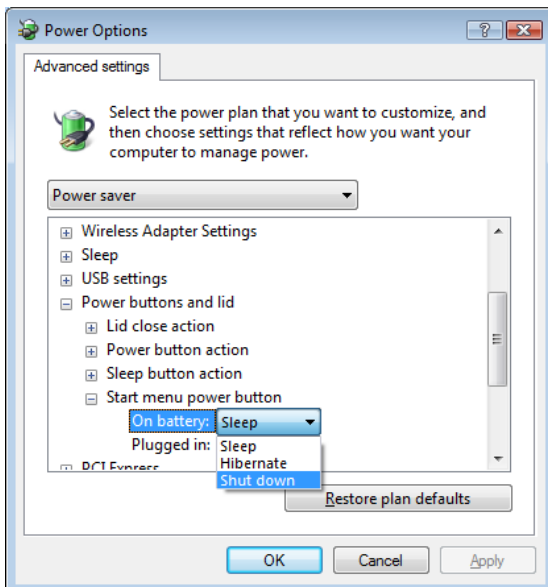 Power Options
Advanced settings
Select the power plan that you want to customize, and
then choose settings that reflect how you want your
computer to manage power.
Power saver
Wireless Adapter Settings
Sleep
USB settings
Power buttons and lid
Lid close action
Power button action
Sleep button action
Start menu power button
On battery: Sleep
Plugged in: Sleep
Hibernate
PCI Express
Shut down
Restore plan defaults
OK Cancel Apply